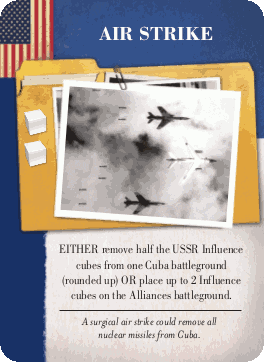 AIR STRIKE
EITHER remove half the USSR Influence
cubes from one Cuba battleground
(rounded up) OR place up to 2 Influence
cubes on the Alliances battleground.
A surgical air strike could remove all
nuclear missiles from Cuba.